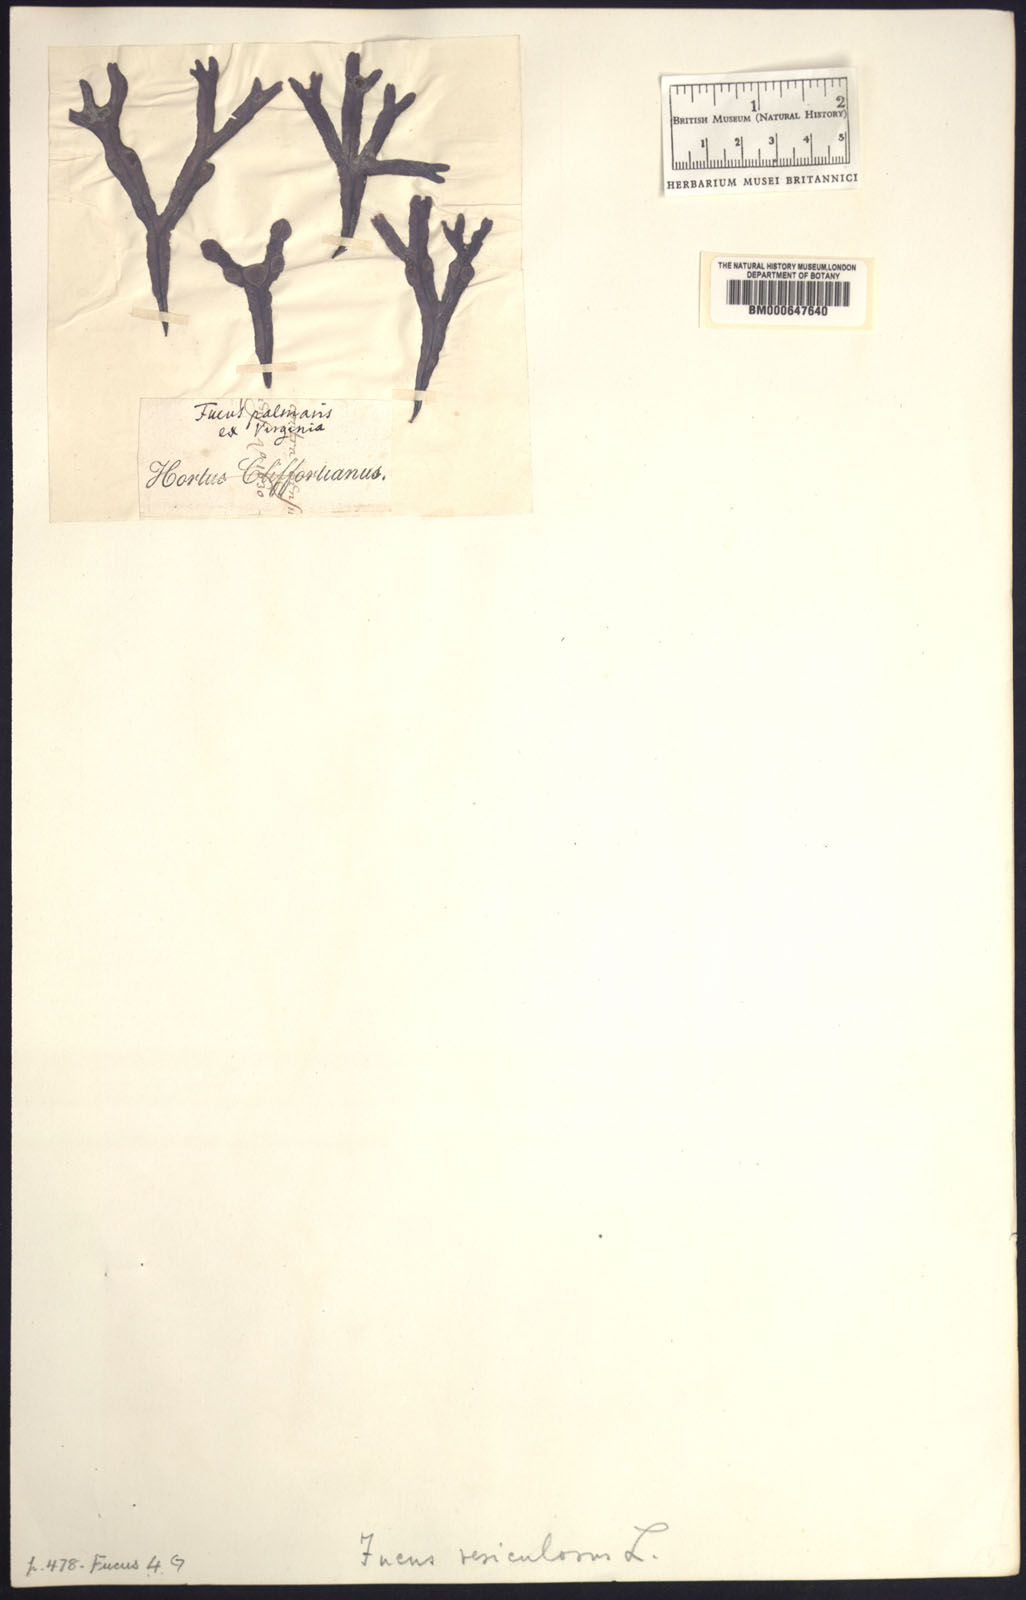 Fucus palmaris
ex Virginia
Hortus Cliffortianus.
1 2
British Museum (Natural History)
1 2 3 4 5
HERBARIUM MUSEI BRITANNICI
THE NATURAL HISTORY MUSEUM, LONDON
DEPARTMENT OF BOTANY
BM000647640
p. 478. Fucus 4 G
Fucus vesiculosus L.